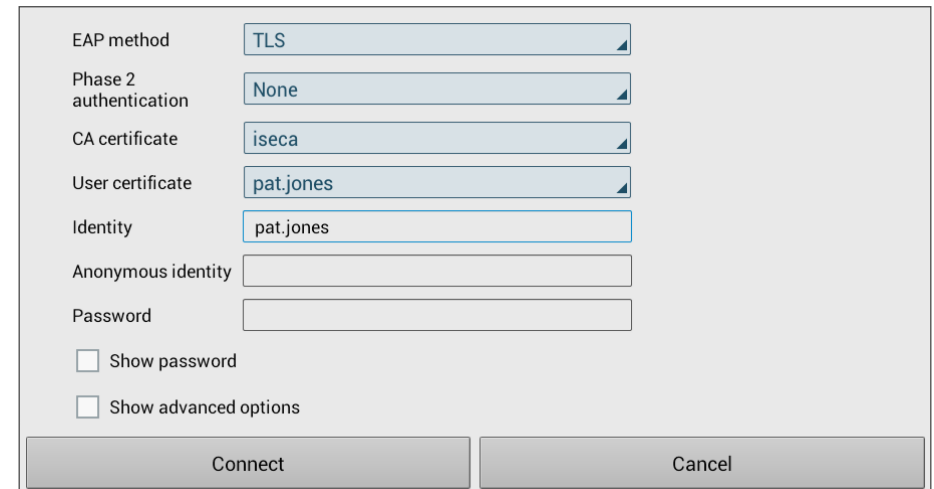 EAP method TLS
Phase 2
authentication None
CA certificate iseca
User certificate pat.jones
Identity pat.jones
Anonymous identity
Password
Show password
Show advanced options
Connect Cancel